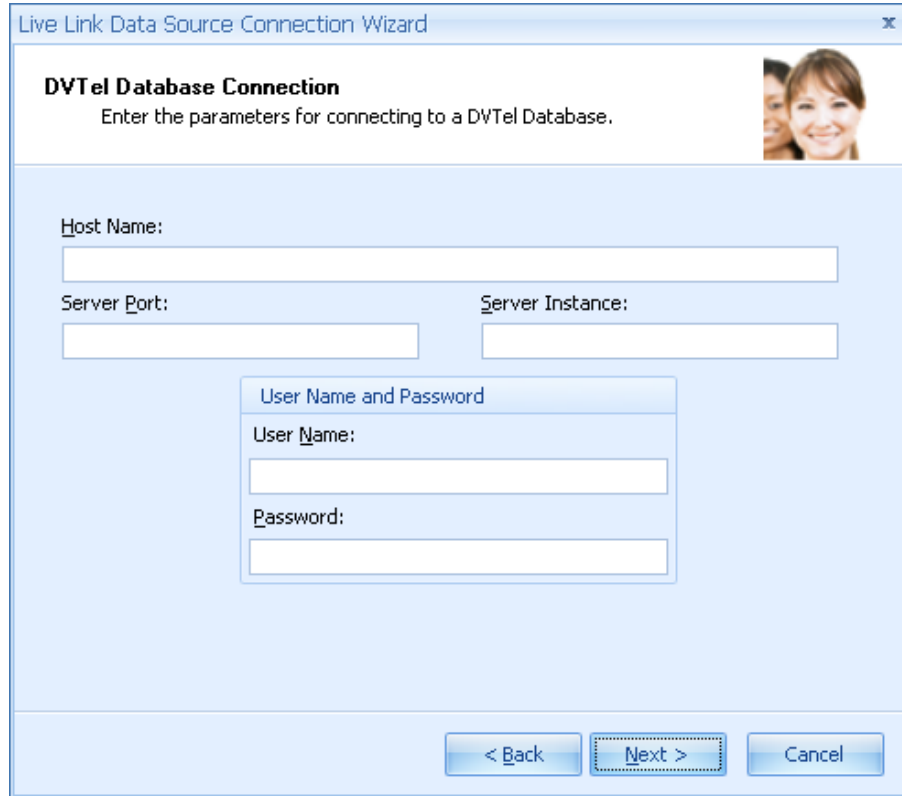 Live Link Data Source Connection Wizard x
DVTel Database Connection
Enter the parameters for connecting to a DVTel Database.
Host Name:
Server Port: Server Instance:
User Name and Password
User Name:
Password:
< Back Next > Cancel